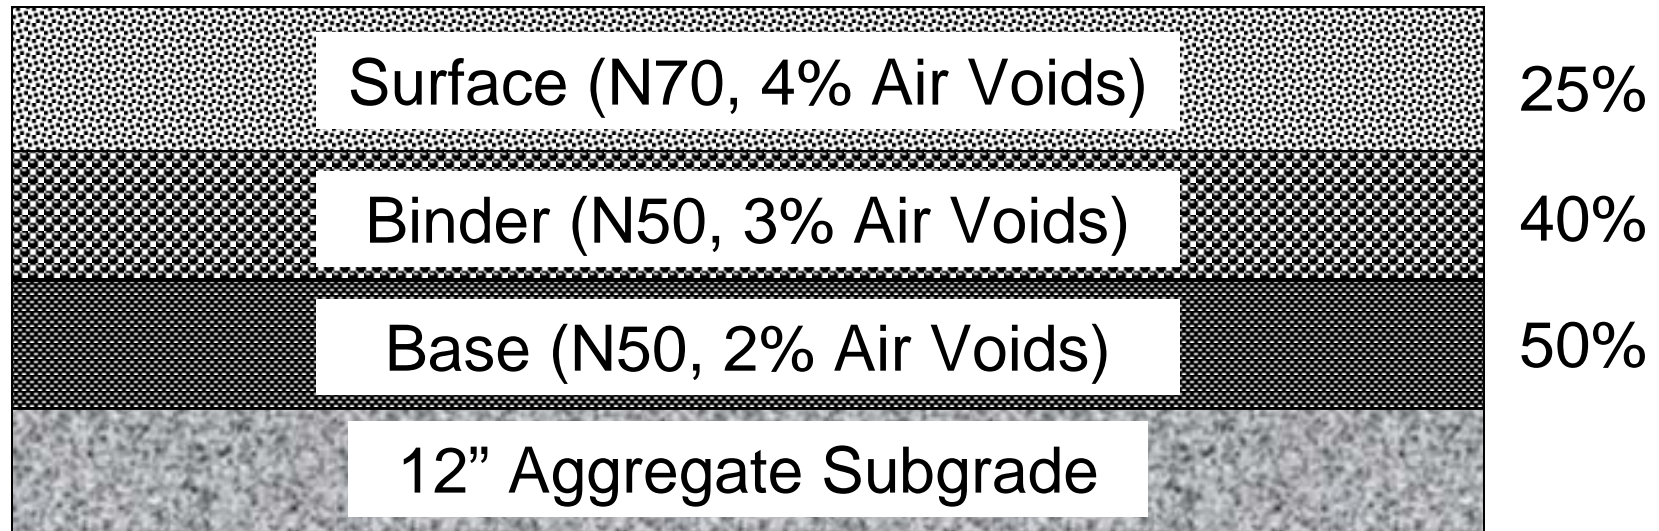 Surface (N70, 4% Air Voids) 25%
Binder (N50, 3% Air Voids) 40%
Base (N50, 2% Air Voids) 50%
12” Aggregate Subgrade